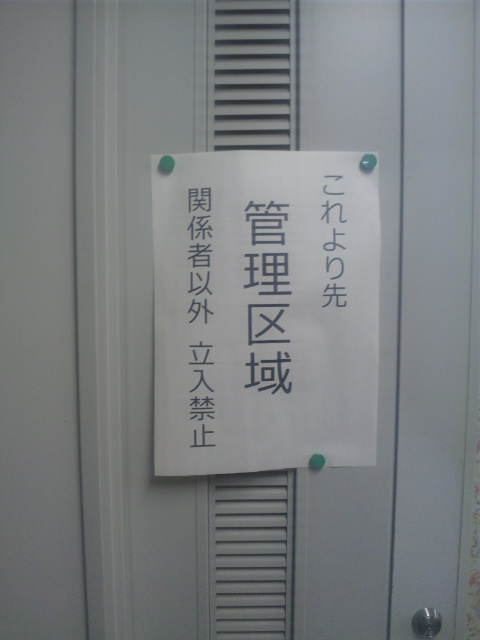 これより先
管理区域
関係者以外 立入禁止